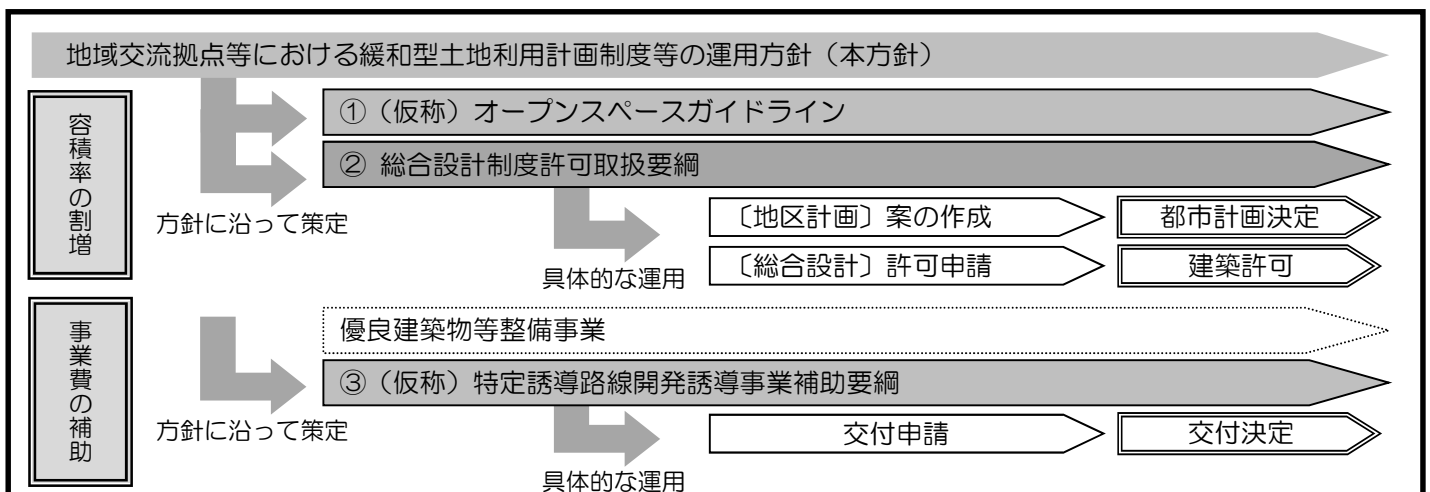 地域交流拠点等における緩和型土地利用計画制度等の運用方針（本方針）
容積率の割増
①（仮称）オープンスペースガイドライン
② 総合設計制度許可取扱要綱
方針に沿って策定
〔地区計画〕案の作成
都市計画決定
〔総合設計〕許可申請
建築許可
具体的な運用
事業費の補助
優良建築物等整備事業
③（仮称）特定誘導路線開発誘導事業補助要綱
方針に沿って策定
交付申請
交付決定
具体的な運用